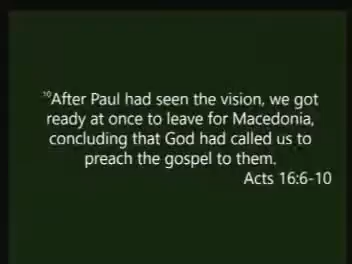 ¹⁰After Paul had seen the vision, we got
ready at once to leave for Macedonia,
concluding that God had called us to
preach the gospel to them.
Acts 16:6-10